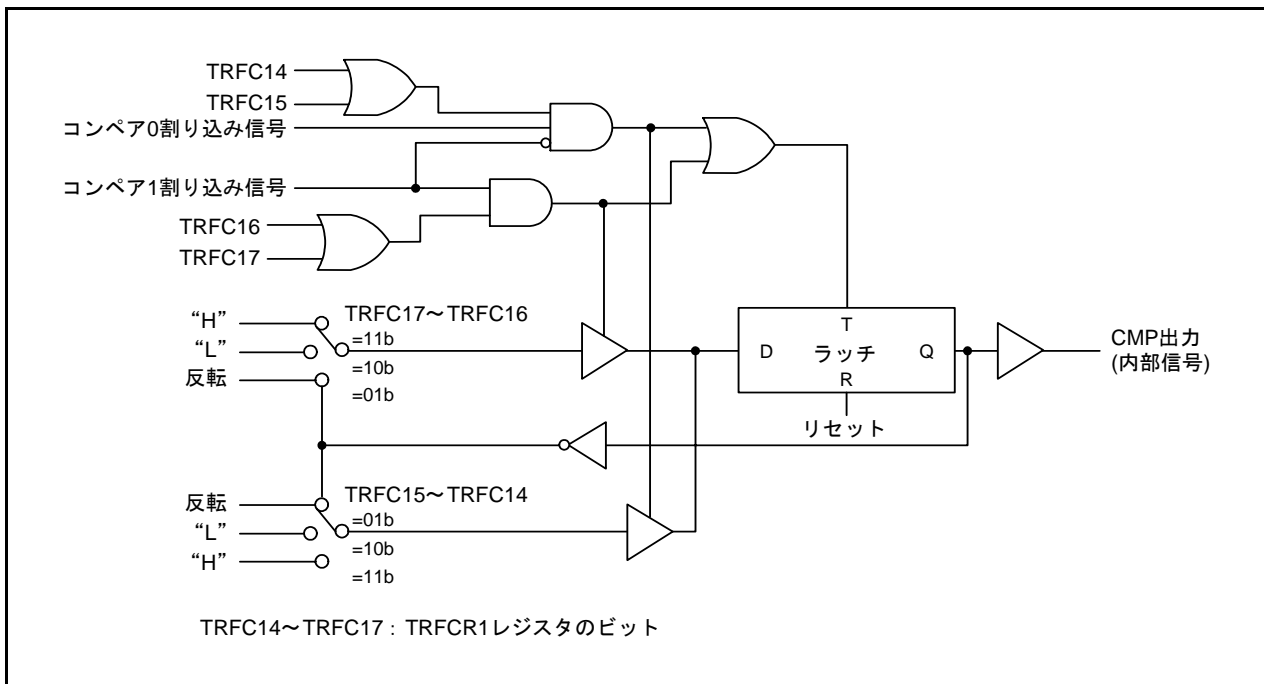 TRFC14
TRFC15
コンペア0割り込み信号
コンペア1割り込み信号
TRFC16
TRFC17
“H”
“L”
反転
TRFC17～TRFC16
=11b
=10b
=01b
T
D
ラッチ
Q
R
リセット
CMP出力
(内部信号)
反転
“L”
“H”
TRFC15～TRFC14
=01b
=10b
=11b
TRFC14～TRFC17 : TRFCR1レジスタのビット